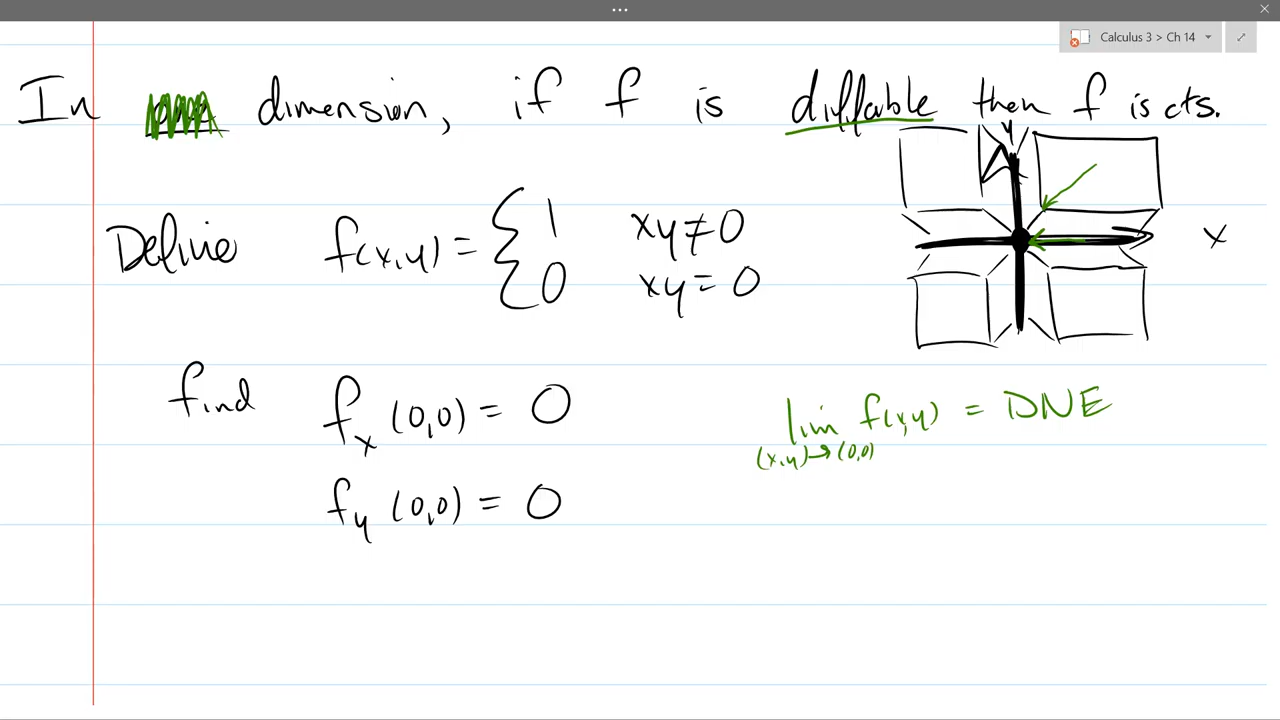 Calculus 3 > Ch 14
In dimension, if f is diffable then f is cts.
Define f(x,y) = { 1 xy ≠ 0
0 xy = 0
y
x
find f_x (0,0) = 0
f_y (0,0) = 0
lim f(x,y) = DNE
(x,y)→(0,0)